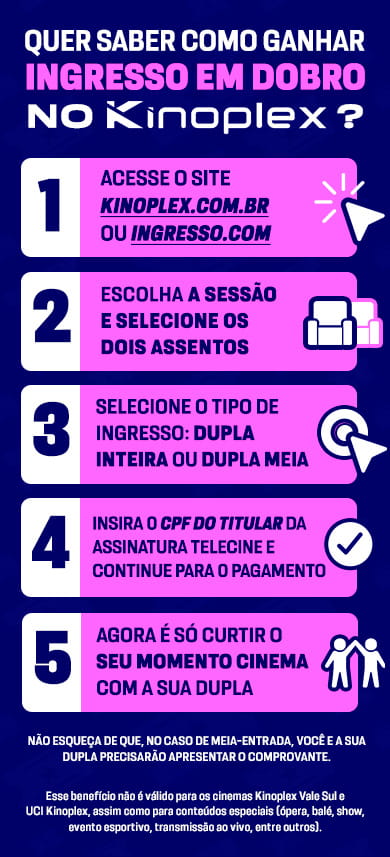 QUER SABER COMO GANHAR
INGRESSO EM DOBRO
NO Kinoplex ?
1
ACESSE O SITE
KINOPLEX.COM.BR
OU INGRESSO.COM
2
ESCOLHA A SESSÃO
E SELECIONE OS
DOIS ASSENTOS
3
SELECIONE O TIPO DE
INGRESSO: DUPLA
INTEIRA OU DUPLA MEIA
4
INSIRA O CPF DO TITULAR DA
ASSINATURA TELECINE E
CONTINUE PARA O PAGAMENTO
5
AGORA É SÓ CURTIR O
SEU MOMENTO CINEMA
COM A SUA DUPLA
NÃO ESQUEÇA DE QUE, NO CASO DE MEIA-ENTRADA, VOCÊ E A SUA
DUPLA PRECISARÃO APRESENTAR O COMPROVANTE.
Esse benefício não é válido para os cinemas Kinoplex Vale Sul e
UCI Kinoplex, assim como para conteúdos especiais (ópera, balé, show,
evento esportivo, transmissão ao vivo, entre outros).